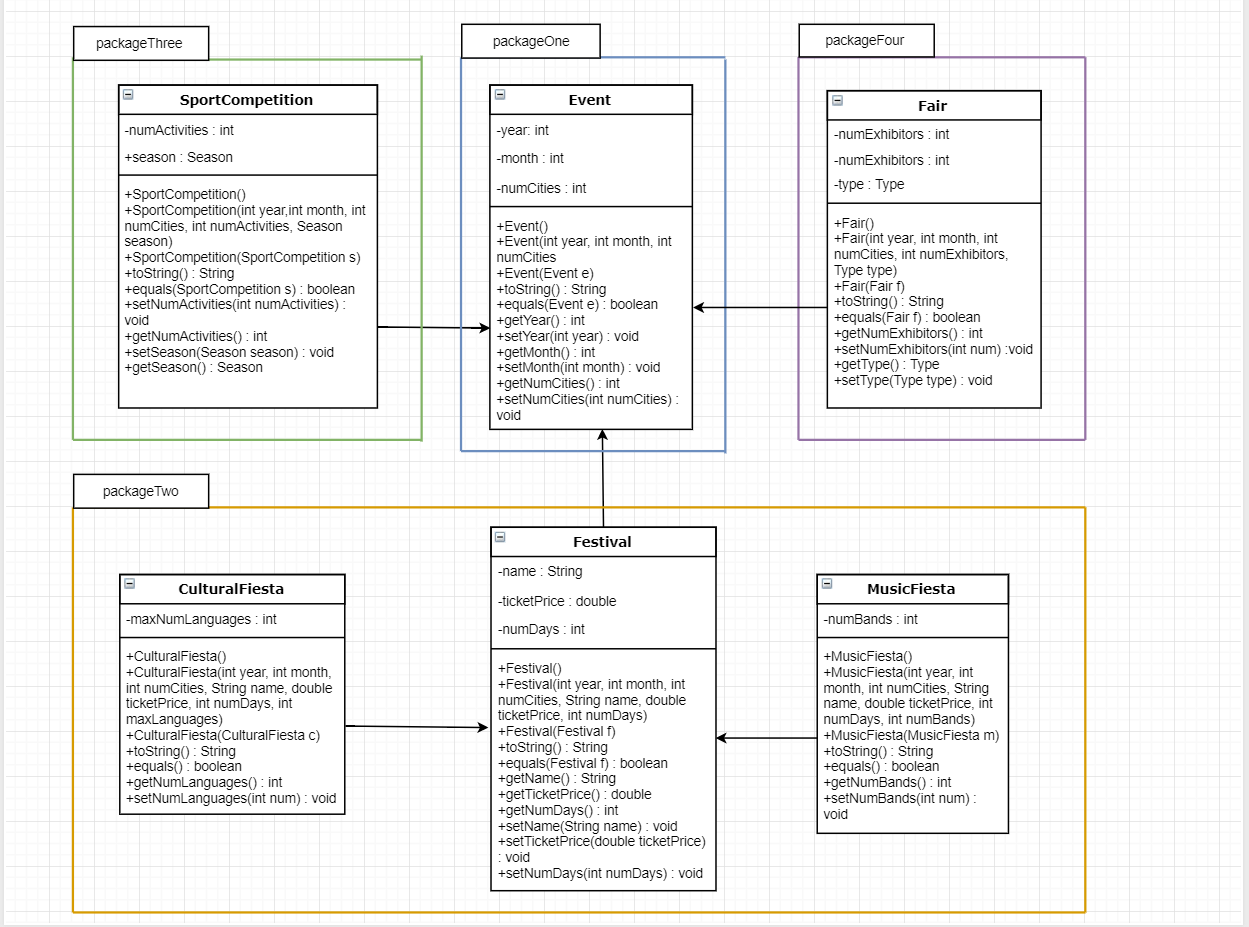 packageThree
SportCompetition
-numActivities : int
+season : Season
+SportCompetition()
+SportCompetition(int year,int month, int
numCities, int numActivities, Season
season)
+SportCompetition(SportCompetition s)
+toString() : String
+equals(SportCompetition s) : boolean
+setNumActivities(int numActivities) :
void
+getNumActivities() : int
+setSeason(Season season) : void
+getSeason() : Season
packageOne
Event
-year: int
-month : int
-numCities : int
+Event()
+Event(int year, int month, int
numCities
+Event(Event e)
+toString() : String
+equals(Event e) : boolean
+getYear() : int
+setYear(int year) : void
+getMonth() : int
+setMonth(int month) : void
+getNumCities() : int
+setNumCities(int numCities) :
void
packageFour
Fair
-numExhibitors : int
-numExhibitors : int
-type : Type
+Fair()
+Fair(int year, int month, int
numCities, int numExhibitors,
Type type)
+Fair(Fair f)
+toString() : String
+equals(Fair f) : boolean
+getNumExhibitors() : int
+setNumExhibitors(int num) :void
+getType() : Type
+setType(Type type) : void
packageTwo
CulturalFiesta
-maxNumLanguages : int
+CulturalFiesta()
+CulturalFiesta(int year, int month,
int numCities, String name, double
ticketPrice, int numDays, int
maxLanguages)
+CulturalFiesta(CulturalFiesta c)
+toString() : String
+equals() : boolean
+getNumLanguages() : int
+setNumLanguages(int num) : void
Festival
-name : String
-ticketPrice : double
-numDays : int
+Festival()
+Festival(int year, int month, int
numCities, String name, double
ticketPrice, int numDays)
+Festival(Festival f)
+toString() : String
+equals(Festival f) : boolean
+getName() : String
+getTicketPrice() : double
+getNumDays() : int
+setName(String name) : void
+setTicketPrice(double ticketPrice)
: void
+setNumDays(int numDays) : void
MusicFiesta
-numBands : int
+MusicFiesta()
+MusicFiesta(int year, int
month, int numCities, String
name, double ticketPrice, int
numDays, int numBands)
+MusicFiesta(MusicFiesta m)
+toString() : String
+equals() : boolean
+getNumBands() : int
+setNumBands(int num) :
void